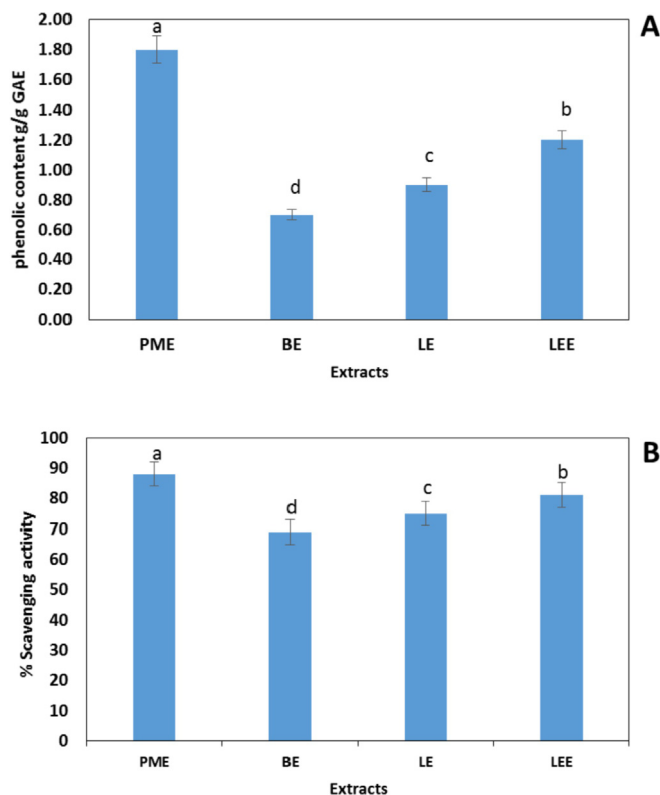 A
phenolic content g/g GAE
2.00
1.80
1.60
1.40
1.20
1.00
0.80
0.60
0.40
0.20
0.00
a
d
c
b
PME BE LE LEE
Extracts
B
% Scavenging activity
100
90
80
70
60
50
40
30
20
10
0
a
d
c
b
PME BE LE LEE
Extracts